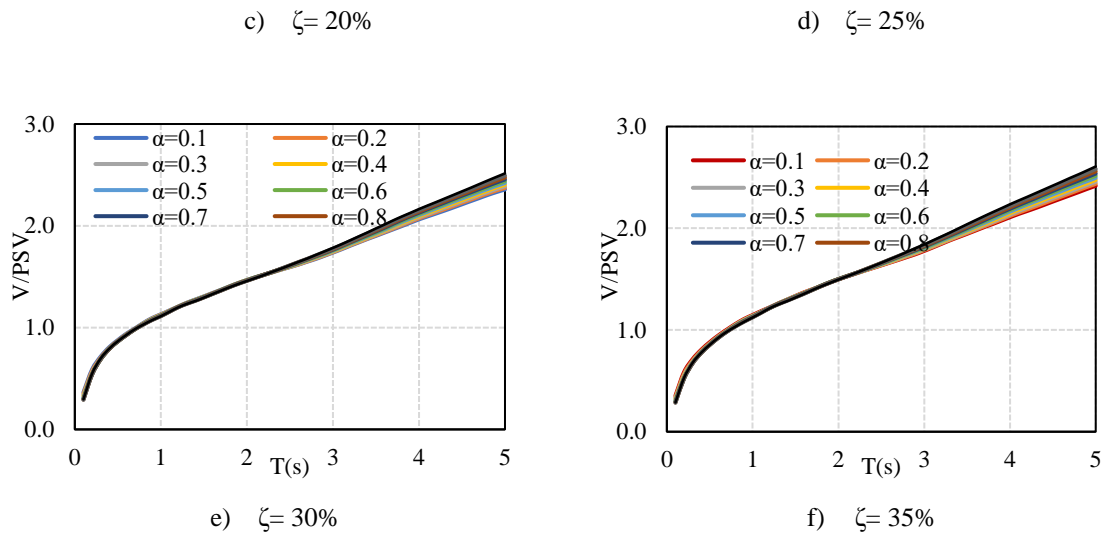 c) ζ= 20%
d) ζ= 25%
3.0
2.0
1.0
0.0
V/PSV
α=0.1 α=0.2
α=0.3 α=0.4
α=0.5 α=0.6
α=0.7 α=0.8
0 1 2 3 4 5
T(s)
3.0
2.0
1.0
0.0
V/PSV
α=0.1 α=0.2
α=0.3 α=0.4
α=0.5 α=0.6
α=0.7 α=0.8
0 1 2 3 4 5
T(s)
e) ζ= 30%
f) ζ= 35%